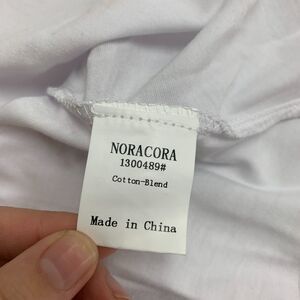 NORACORA
1300489#
Cotton-Blend
Made in China